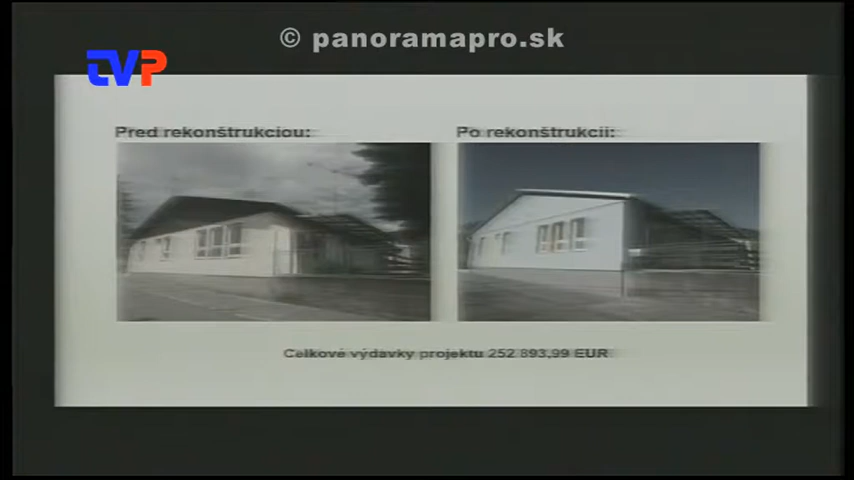 © panoramapro.sk
tVP
Pred rekonštrukciou:
Po rekonštrukcii:
Celkové výdavky projektu 252 893,99 EUR